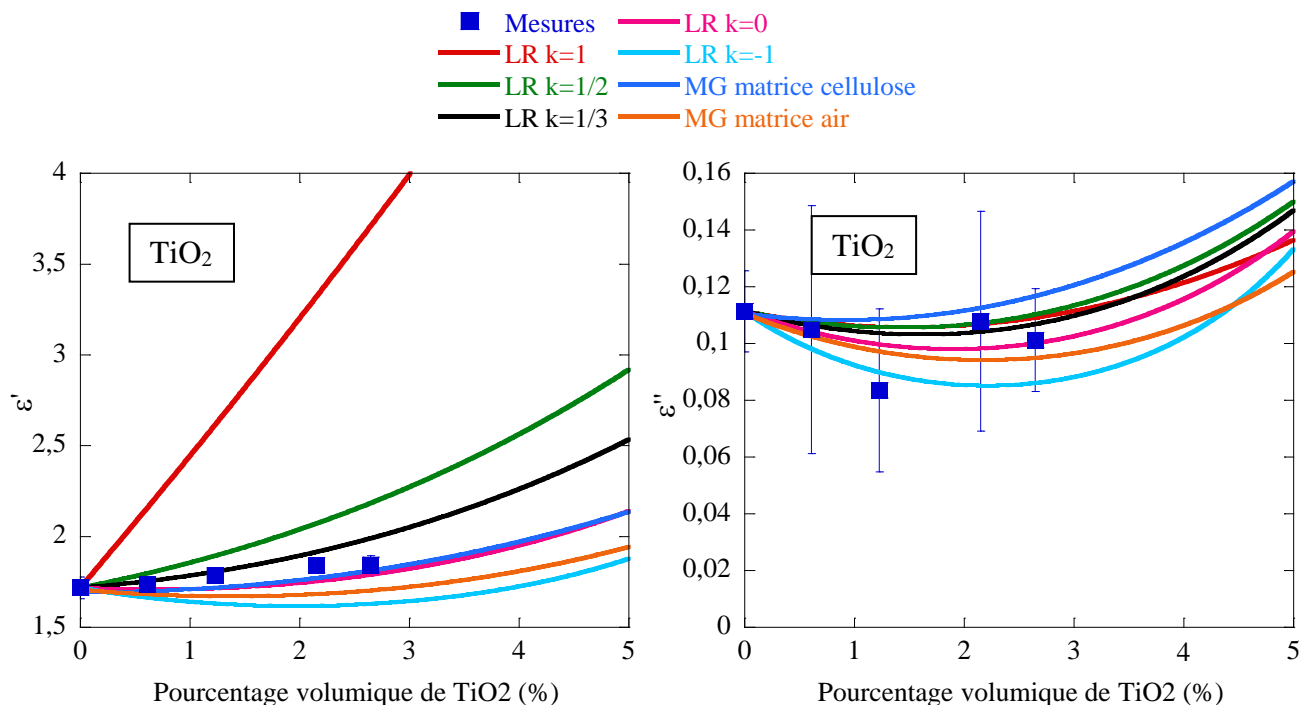 Mesures
LR k=1
LR k=1/2
LR k=1/3
LR k=0
LR k=-1
MG matrice cellulose
MG matrice air
4
3,5
3
2,5
2
1,5
ε'
TiO2
0 1 2 3 4 5
Pourcentage volumique de TiO2 (%)
0,16
0,14
0,12
0,1
0,08
0,06
0,04
0,02
0
ε"
TiO2
0 1 2 3 4 5
Pourcentage volumique de TiO2 (%)